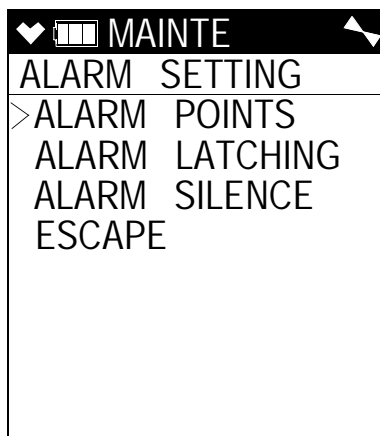 MAINTE
ALARM SETTING
>ALARM POINTS
ALARM LATCHING
ALARM SILENCE
ESCAPE